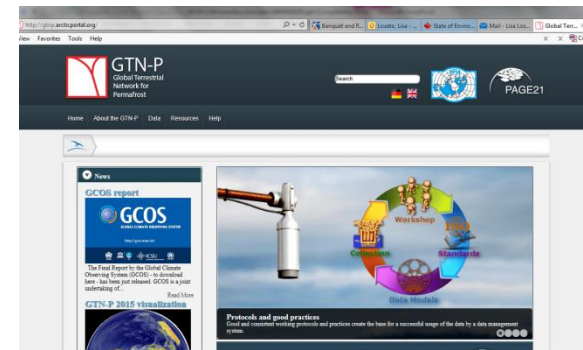 http://gtnp.arcticportal.org/
Banquet and R...
Losato, Lisa - ...
State of Enviro...
Mail - Lisa Los...
Global Terr...
View Favorites Tools Help
GTN-P
Global Terrestrial
Network for
Permafrost
Search
PAGE21
Home About the GTN-P Data Resources Help
News
GCOS report
GCOS
GLOBAL CLIMATE OBSERVING SYSTEM
The Final Report by the Global Climate
Observing System (GCOS) - to download
here - has been just released. GCOS is a joint
undertaking of...
Read More
GTN-P 2015 visualization
Workshop
Collection
Standards
Data Models
Protocols and good practices
Good and consistent working protocols and practices create the base for a successful usage of the data by a data management
system.